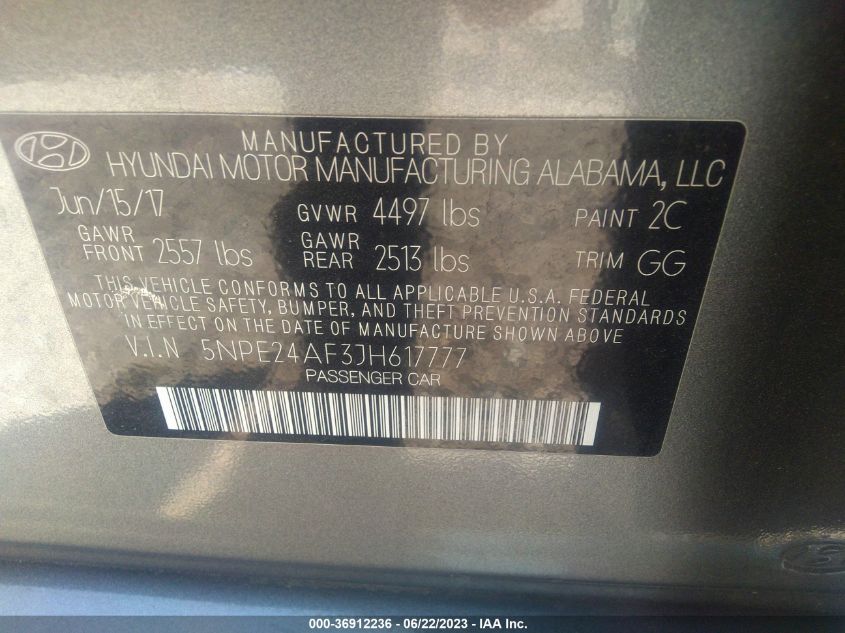 MANUFACTURED BY
HYUNDAI MOTOR MANUFACTURING ALABAMA, LLC
Jun/15/17 GVWR 4497 lbs PAINT 2C
GAWR FRONT 2557 lbs GAWR REAR 2513 lbs TRIM GG
THIS VEHICLE CONFORMS TO ALL APPLICABLE U.S.A. FEDERAL
MOTOR VEHICLE SAFETY, BUMPER, AND THEFT PREVENTION STANDARDS
IN EFFECT ON THE DATE OF MANUFACTURE SHOWN ABOVE
V.I.N 5NPE24AF3JH617777
PASSENGER CAR
000-36912236 - 06/22/2023 - IAA Inc.